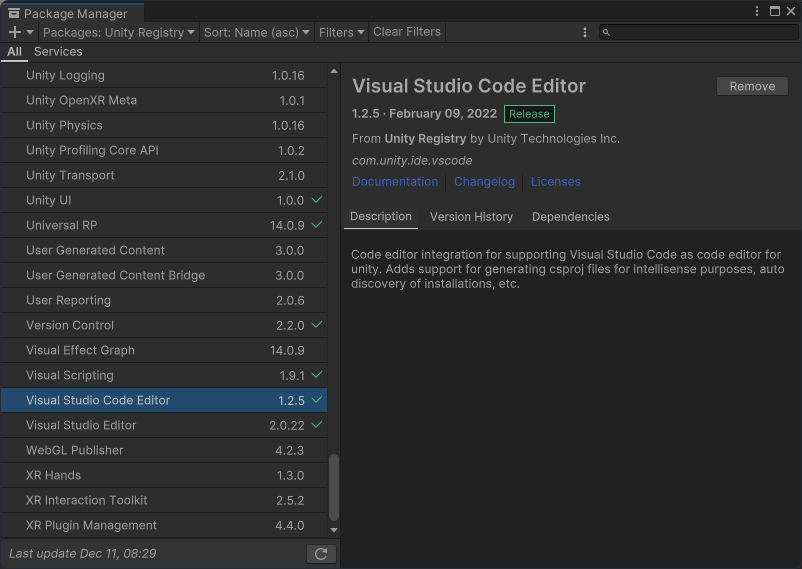 Package Manager
Packages: Unity Registry Sort: Name (asc) Filters Clear Filters
All Services
Unity Logging 1.0.16
Unity OpenXR Meta 1.0.1
Unity Physics 1.0.16
Unity Profiling Core API 1.0.2
Unity Transport 2.1.0
Unity UI 1.0.0
Universal RP 14.0.9
User Generated Content 3.0.0
User Generated Content Bridge 3.0.0
User Reporting 2.0.6
Version Control 2.2.0
Visual Effect Graph 14.0.9
Visual Scripting 1.9.1
Visual Studio Code Editor 1.2.5
Visual Studio Editor 2.0.22
WebGL Publisher 4.2.3
XR Hands 1.3.0
XR Interaction Toolkit 2.5.2
XR Plugin Management 4.4.0
Last update Dec 11, 08:29
Visual Studio Code Editor Remove
1.2.5 · February 09, 2022 Release
From Unity Registry by Unity Technologies Inc.
com.unity.ide.vscode
Documentation Changelog Licenses
Description Version History Dependencies
Code editor integration for supporting Visual Studio Code as code editor for
unity. Adds support for generating csproj files for intellisense purposes, auto
discovery of installations, etc.